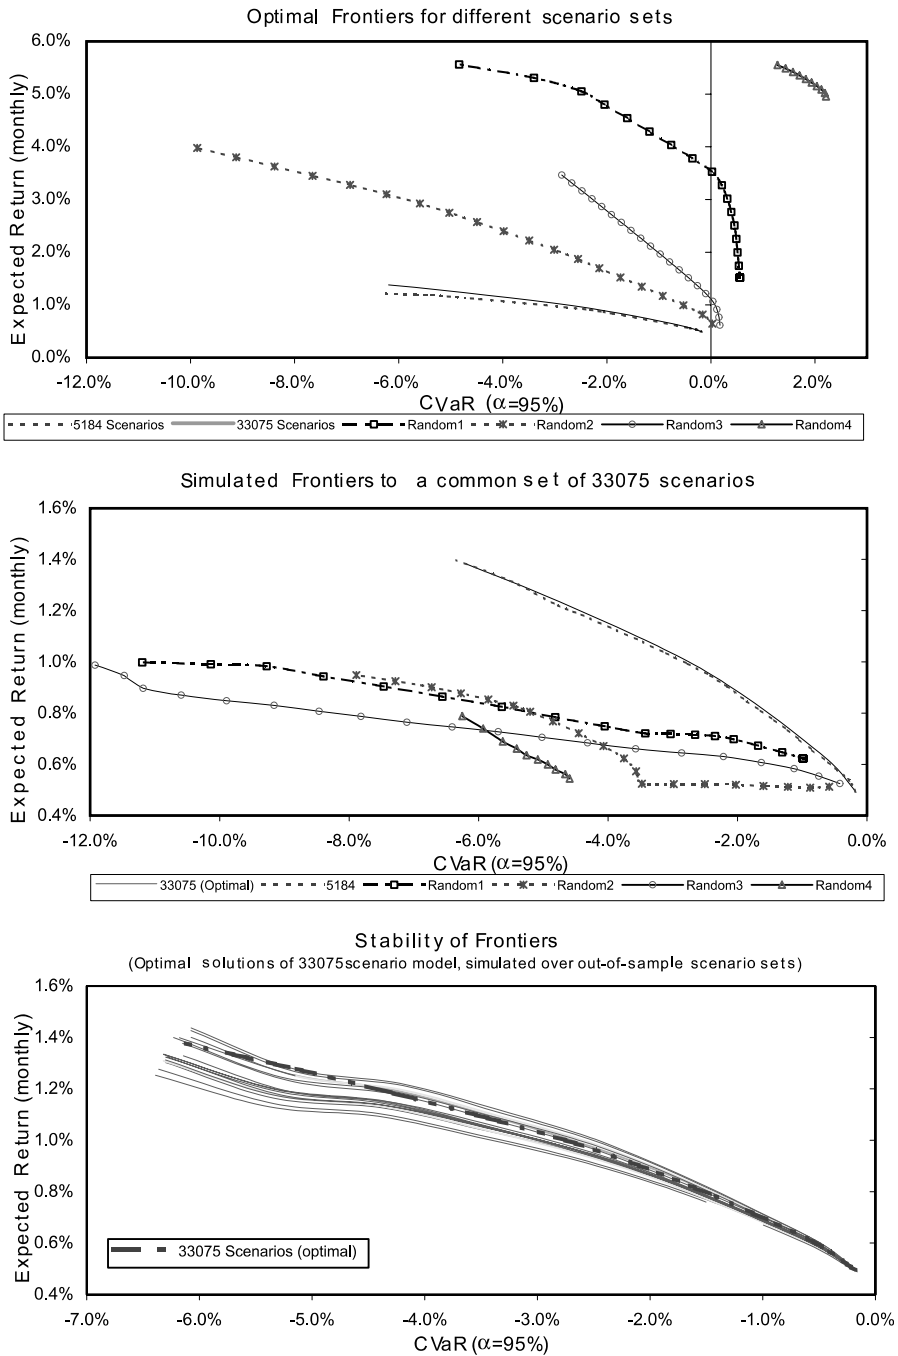 Optimal Frontiers for different scenario sets
6.0%
5.0%
4.0%
3.0%
2.0%
1.0%
0.0%
Expected Return (monthly)
-12.0% -10.0% -8.0% -6.0% -4.0% -2.0% 0.0% 2.0%
CVaR (α=95%)
5184 Scenarios 33075 Scenarios Random1 Random2 Random3 Random4
Simulated Frontiers to a common set of 33075 scenarios
1.6%
1.4%
1.2%
1.0%
0.8%
0.6%
0.4%
Expected Return (monthly)
-12.0% -10.0% -8.0% -6.0% -4.0% -2.0% 0.0%
CVaR (α=95%)
33075 (Optimal) 5184 Random1 Random2 Random3 Random4
Stability of Frontiers
(Optimal solutions of 33075 scenario model, simulated over out-of-sample scenario sets)
1.6%
1.4%
1.2%
1.0%
0.8%
0.6%
0.4%
Expected Return (monthly)
33075 Scenarios (optimal)
-7.0% -6.0% -5.0% -4.0% -3.0% -2.0% -1.0% 0.0%
CVaR (α=95%)